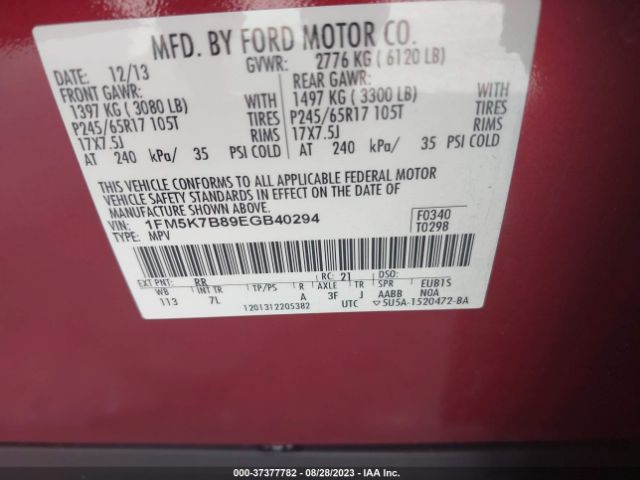 MFD. BY FORD MOTOR CO.
DATE: 12/13 GVWR: 2776 KG ( 6120 LB)
FRONT GAWR: REAR GAWR:
1397 KG ( 3080 LB) WITH 1497 KG ( 3300 LB) WITH
P245/65R17 105T TIRES P245/65R17 105T TIRES
17X7.5J RIMS 17X7.5J RIMS
AT 240 kPa/ 35 PSI COLD AT 240 kPa/ 35 PSI COLD
THIS VEHICLE CONFORMS TO ALL APPLICABLE FEDERAL MOTOR
VEHICLE SAFETY STANDARDS IN EFFECT ON THE DATE OF
MANUFACTURE SHOWN ABOVE.
VIN: 1FM5K7B89EGB40294 F0340
TYPE: MPV T0298
EXT PNT: RR RC: 21 DSO:
WB INT TR TP/PS R AXLE TR SPR EUB1S
113 7L A 3F J AABB NOA
1201312205382 UTC 5U5A-1520472-BA
000-37377782 | 08/28/2023 | IAA Inc.